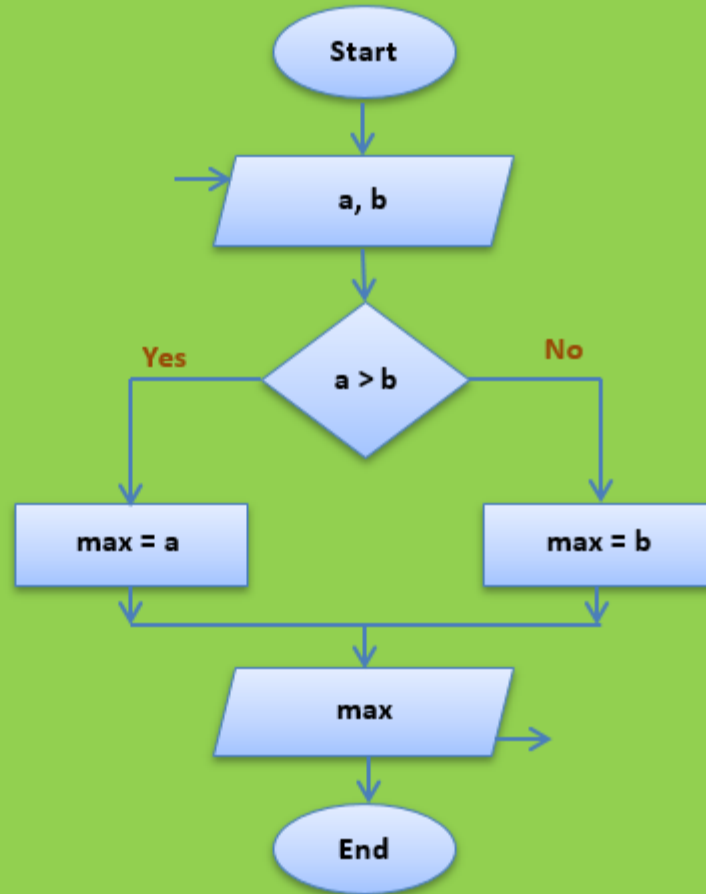 Start
a, b
Yes
No
a > b
max = a
max = b
max
End